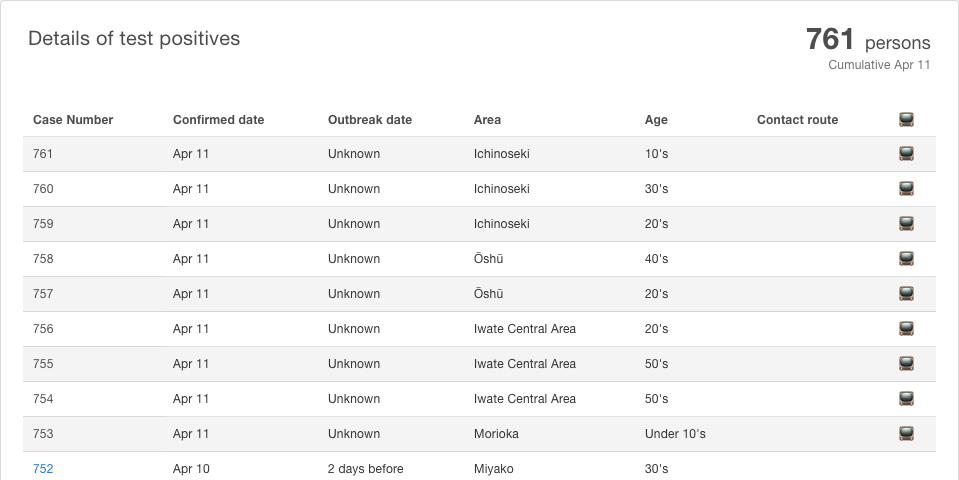 Details of test positives
761 persons
Cumulative Apr 11
Case Number Confirmed date Outbreak date Area Age Contact route
761 Apr 11 Unknown Ichinoseki 10's
760 Apr 11 Unknown Ichinoseki 30's
759 Apr 11 Unknown Ichinoseki 20's
758 Apr 11 Unknown Ōshū 40's
757 Apr 11 Unknown Ōshū 20's
756 Apr 11 Unknown Iwate Central Area 20's
755 Apr 11 Unknown Iwate Central Area 50's
754 Apr 11 Unknown Iwate Central Area 50's
753 Apr 11 Unknown Morioka Under 10's
752 Apr 10 2 days before Miyako 30's